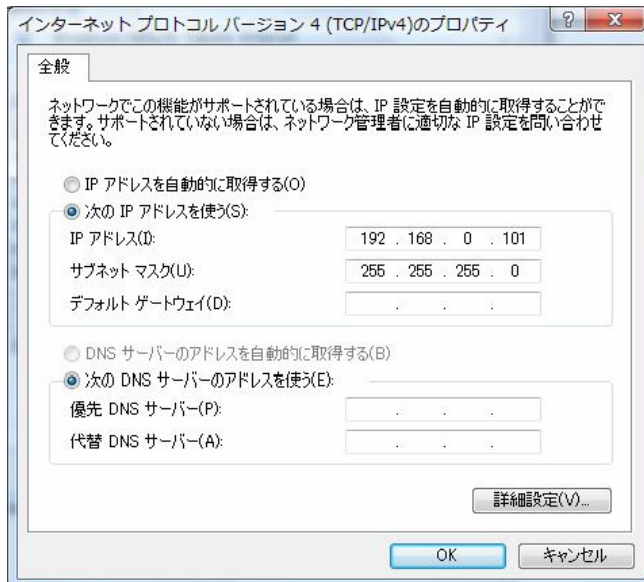 インターネット プロトコル バージョン 4 (TCP/IPv4)のプロパティ
全般
ネットワークでこの機能がサポートされている場合は、IP 設定を自動的に取得することがで
きます。サポートされていない場合は、ネットワーク管理者に適切な IP 設定を問い合わせ
てください。
IP アドレスを自動的に取得する(O)
次の IP アドレスを使う(S):
IP アドレス(I): 192 . 168 . 0 . 101
サブネット マスク(U): 255 . 255 . 255 . 0
デフォルト ゲートウェイ(D): . . .
DNS サーバーのアドレスを自動的に取得する(B)
次の DNS サーバーのアドレスを使う(E):
優先 DNS サーバー(P): . . .
代替 DNS サーバー(A): . . .
詳細設定(V)...
OK キャンセル